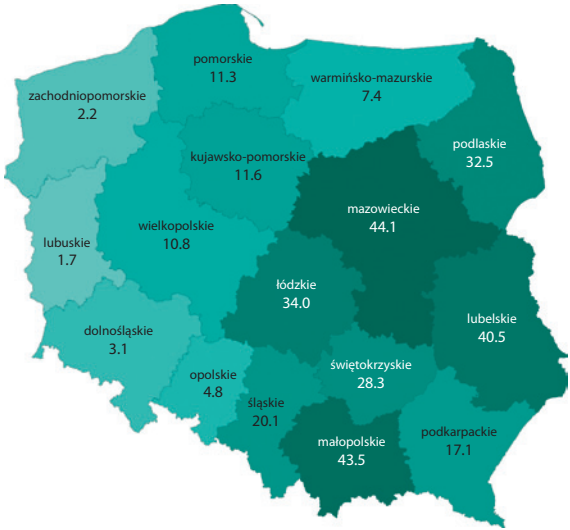 pomorskie
11.3
warmińsko-mazurskie
7.4
zachodniopomorskie
2.2
podlaskie
32.5
kujawsko-pomorskie
11.6
mazowieckie
44.1
wielkopolskie
10.8
lubuskie
1.7
łódzkie
34.0
lubelskie
40.5
dolnośląskie
3.1
świętokrzyskie
28.3
opolskie
4.8
śląskie
20.1
małopolskie
43.5
podkarpackie
17.1